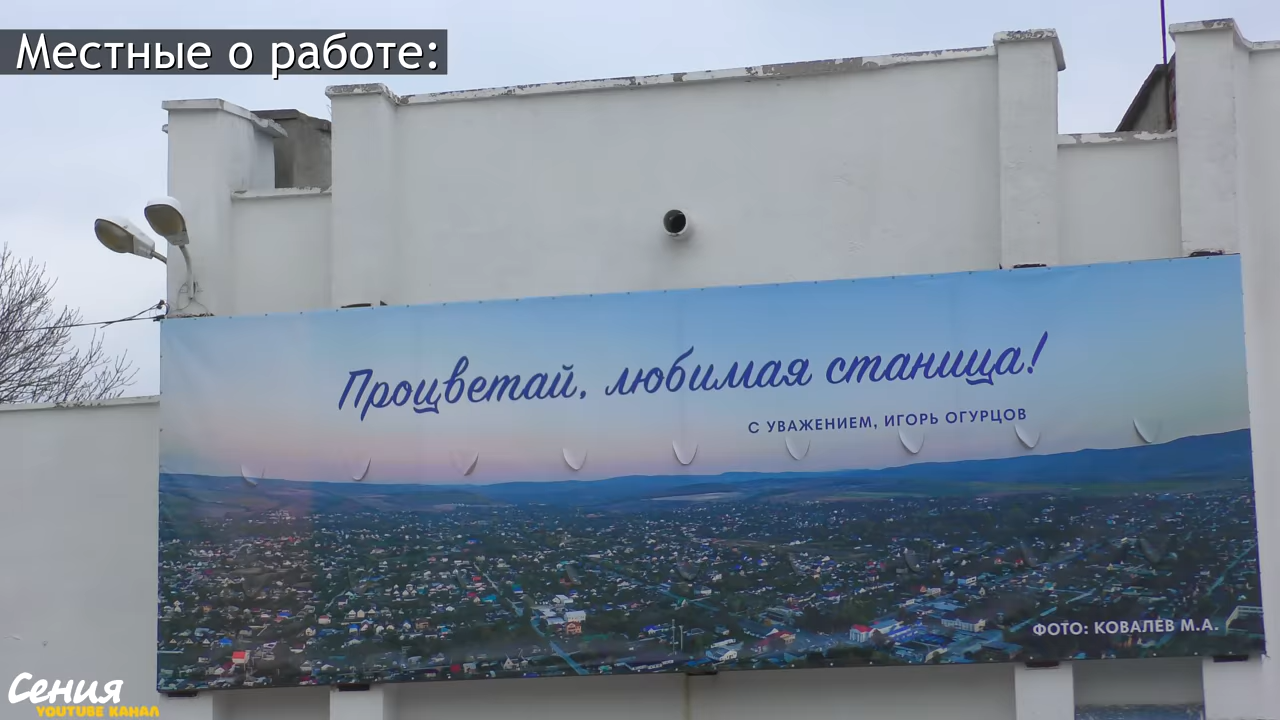 Местные о работе:
Процветай, любимая станица!
С УВАЖЕНИЕМ, ИГОРЬ ОГУРЦОВ
ФОТО: КОВАЛЕВ М.А.
Сения
YOUTUBE КАНАЛ